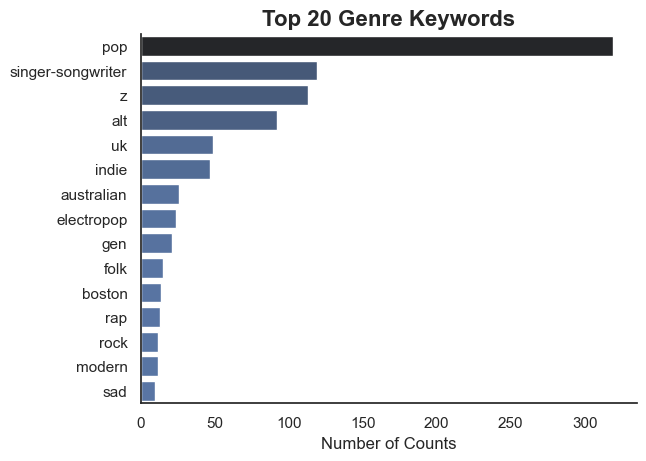 Top 20 Genre Keywords
pop
singer-songwriter
z
alt
uk
indie
australian
electropop
gen
folk
boston
rap
rock
modern
sad
0 50 100 150 200 250 300
Number of Counts